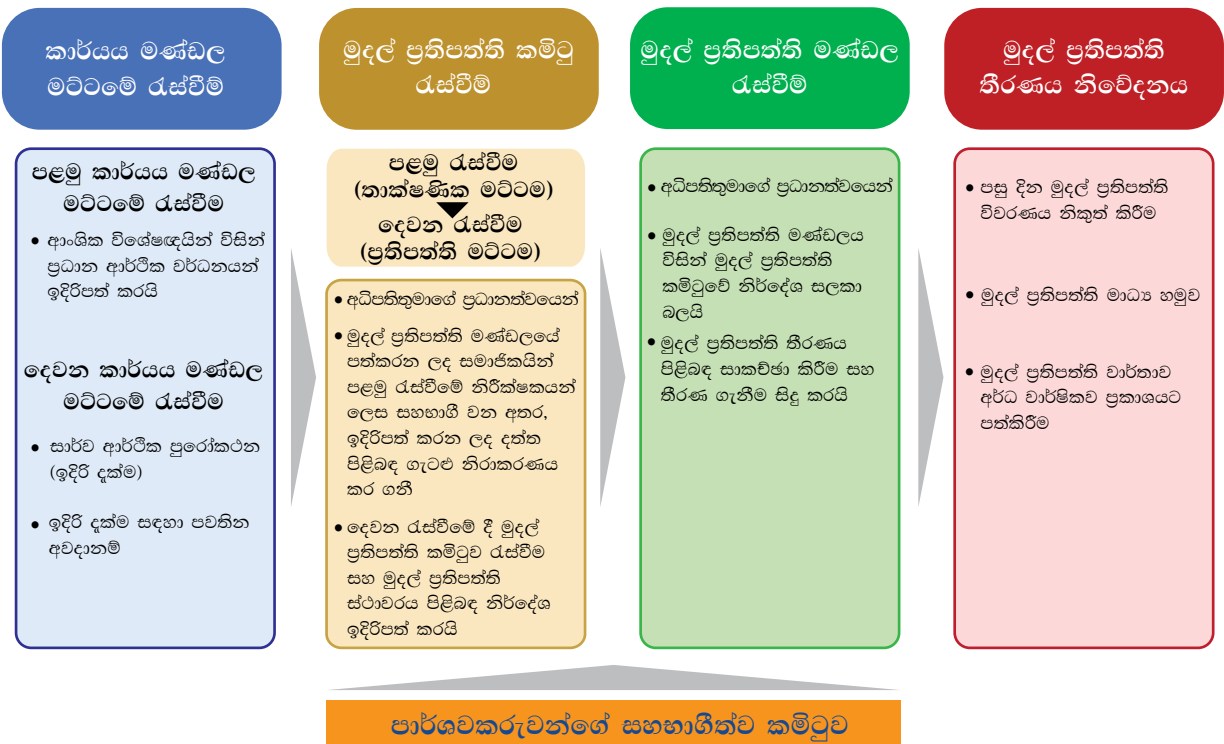 කාර්යය මණ්ඩල
මට්ටමේ රැස්වීම්
මුදල් ප්‍රතිපත්ති කමිටු
රැස්වීම්
මුදල් ප්‍රතිපත්ති මණ්ඩල
රැස්වීම්
මුදල් ප්‍රතිපත්ති
තීරණය නිවේදනය
පළමු කාර්යය මණ්ඩල
මට්ටමේ රැස්වීම
• ආංශික විශේෂඥයින් විසින්
ප්‍රධාන ආර්ථික වර්ධනයන්
ඉදිරිපත් කරයි
දෙවන කාර්යය මණ්ඩල
මට්ටමේ රැස්වීම
• සාර්ව ආර්ථික පුරෝකථන
(ඉදිරි දැක්ම)
• ඉදිරි දැක්ම සඳහා පවතින
අවදානම්
පළමු රැස්වීම
(තාක්ෂණික මට්ටම)
දෙවන රැස්වීම
(ප්‍රතිපත්ති මට්ටම)
• අධිපතිතුමාගේ ප්‍රධානත්වයෙන්
• මුදල් ප්‍රතිපත්ති මණ්ඩලයේ
පත්කරන ලද සමාජිකයින්
පළමු රැස්වීමේ නිරීක්ෂකයන්
ලෙස සහභාගී වන අතර,
ඉදිරිපත් කරන ලද දත්ත
පිළිබඳ ගැටළු නිරාකරණය
කර ගනී
• දෙවන රැස්වීමේ දී මුදල්
ප්‍රතිපත්ති කමිටුව රැස්වීම
සහ මුදල් ප්‍රතිපත්ති
ස්ථාවරය පිළිබඳ නිර්දේශ
ඉදිරිපත් කරයි
• අධිපතිතුමාගේ ප්‍රධානත්වයෙන්
• මුදල් ප්‍රතිපත්ති මණ්ඩලය
විසින් මුදල් ප්‍රතිපත්ති
කමිටුවේ නිර්දේශ සලකා
බලයි
• මුදල් ප්‍රතිපත්ති තීරණය
පිළිබඳ සාකච්ඡා කිරීම සහ
තීරණ ගැනීම සිදු කරයි
• පසු දින මුදල් ප්‍රතිපත්ති
විවරණය නිකුත් කිරීම
• මුදල් ප්‍රතිපත්ති මාධ්‍ය හමුව
• මුදල් ප්‍රතිපත්ති වාර්තාව
අර්ධ වාර්ෂිකව ප්‍රකාශයට
පත්කිරීම
පාර්ශවකරුවන්ගේ සහභාගීත්ව කමිටුව